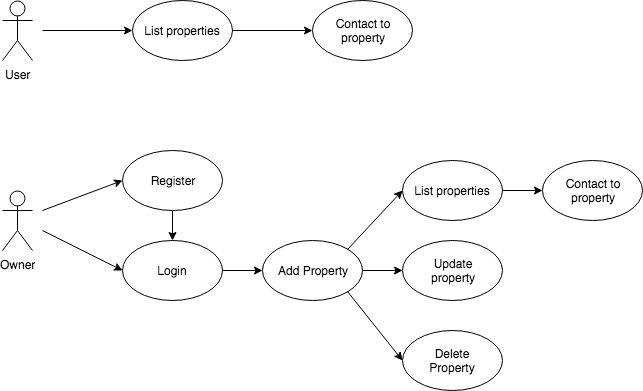 User
List properties
Contact to
property
Owner
Register
Login
Add Property
List properties
Contact to
property
Update
property
Delete
Property